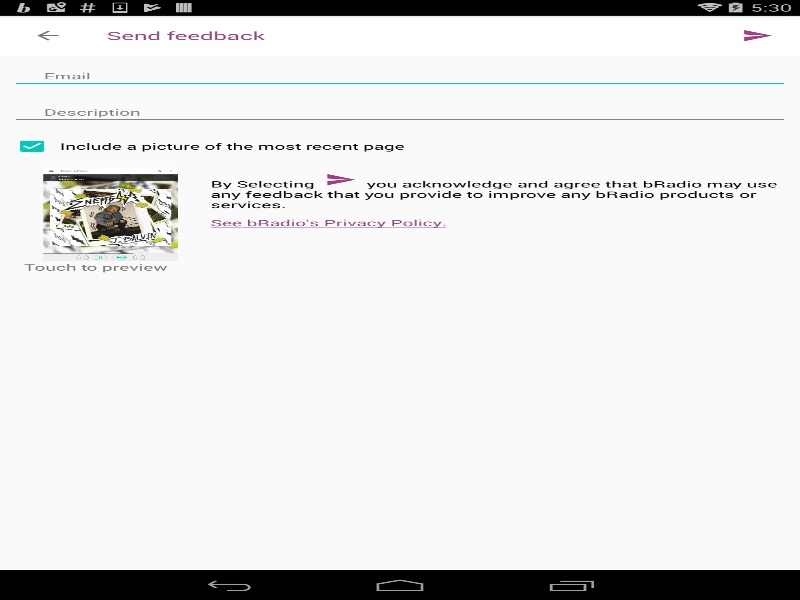 5:30
Send feedback
Email
Description
Include a picture of the most recent page
By Selecting you acknowledge and agree that bRadio may use
any feedback that you provide to improve any bRadio products or
services.
See bRadio's Privacy Policy.
J. BALVIN
Touch to preview